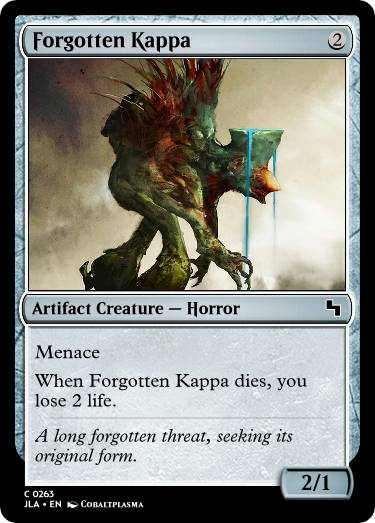 Forgotten Kappa 2
Artifact Creature — Horror
Menace
When Forgotten Kappa dies, you
lose 2 life.
A long forgotten threat, seeking its
original form.
2/1
C 0263
JLA • EN Cobaltplasma